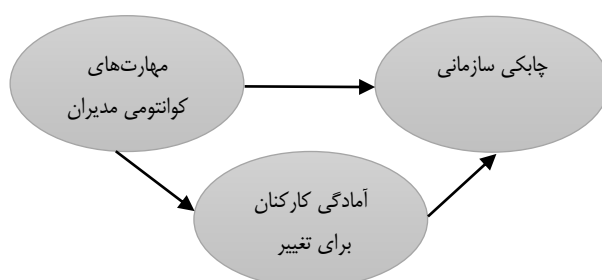 مهارت‌های
کوانتومی مدیران
چابکی سازمانی
آمادگی کارکنان
برای تغییر